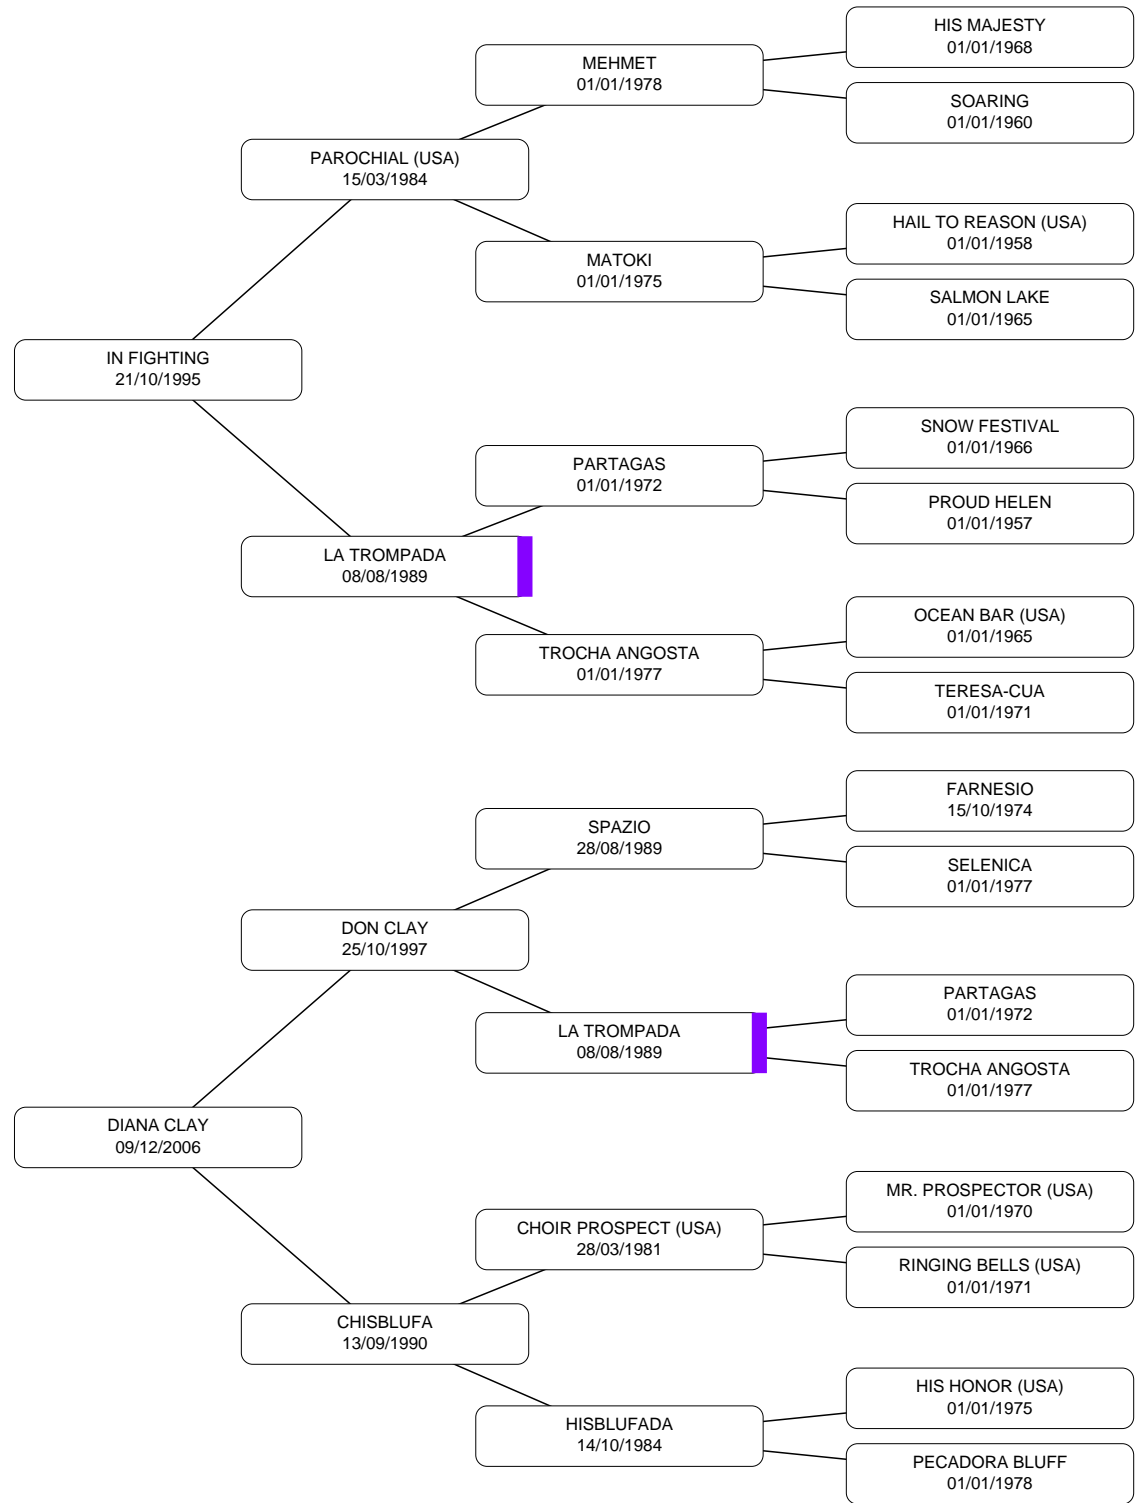 HIS MAJESTY
01/01/1968
MEHMET
01/01/1978
SOARING
01/01/1960
PAROCHIAL (USA)
15/03/1984
HAIL TO REASON (USA)
01/01/1958
MATOKI
01/01/1975
SALMON LAKE
01/01/1965
IN FIGHTING
21/10/1995
SNOW FESTIVAL
01/01/1966
PARTAGAS
01/01/1972
PROUD HELEN
01/01/1957
LA TROMPADA
08/08/1989
OCEAN BAR (USA)
01/01/1965
TROCHA ANGOSTA
01/01/1977
TERESA-CUA
01/01/1971
FARNESIO
15/10/1974
SPAZIO
28/08/1989
SELENICA
01/01/1977
DON CLAY
25/10/1997
PARTAGAS
01/01/1972
LA TROMPADA
08/08/1989
TROCHA ANGOSTA
01/01/1977
DIANA CLAY
09/12/2006
MR. PROSPECTOR (USA)
01/01/1970
CHOIR PROSPECT (USA)
28/03/1981
RINGING BELLS (USA)
01/01/1971
CHISBLUFA
13/09/1990
HIS HONOR (USA)
01/01/1975
HISBLUFADA
14/10/1984
PECADORA BLUFF
01/01/1978